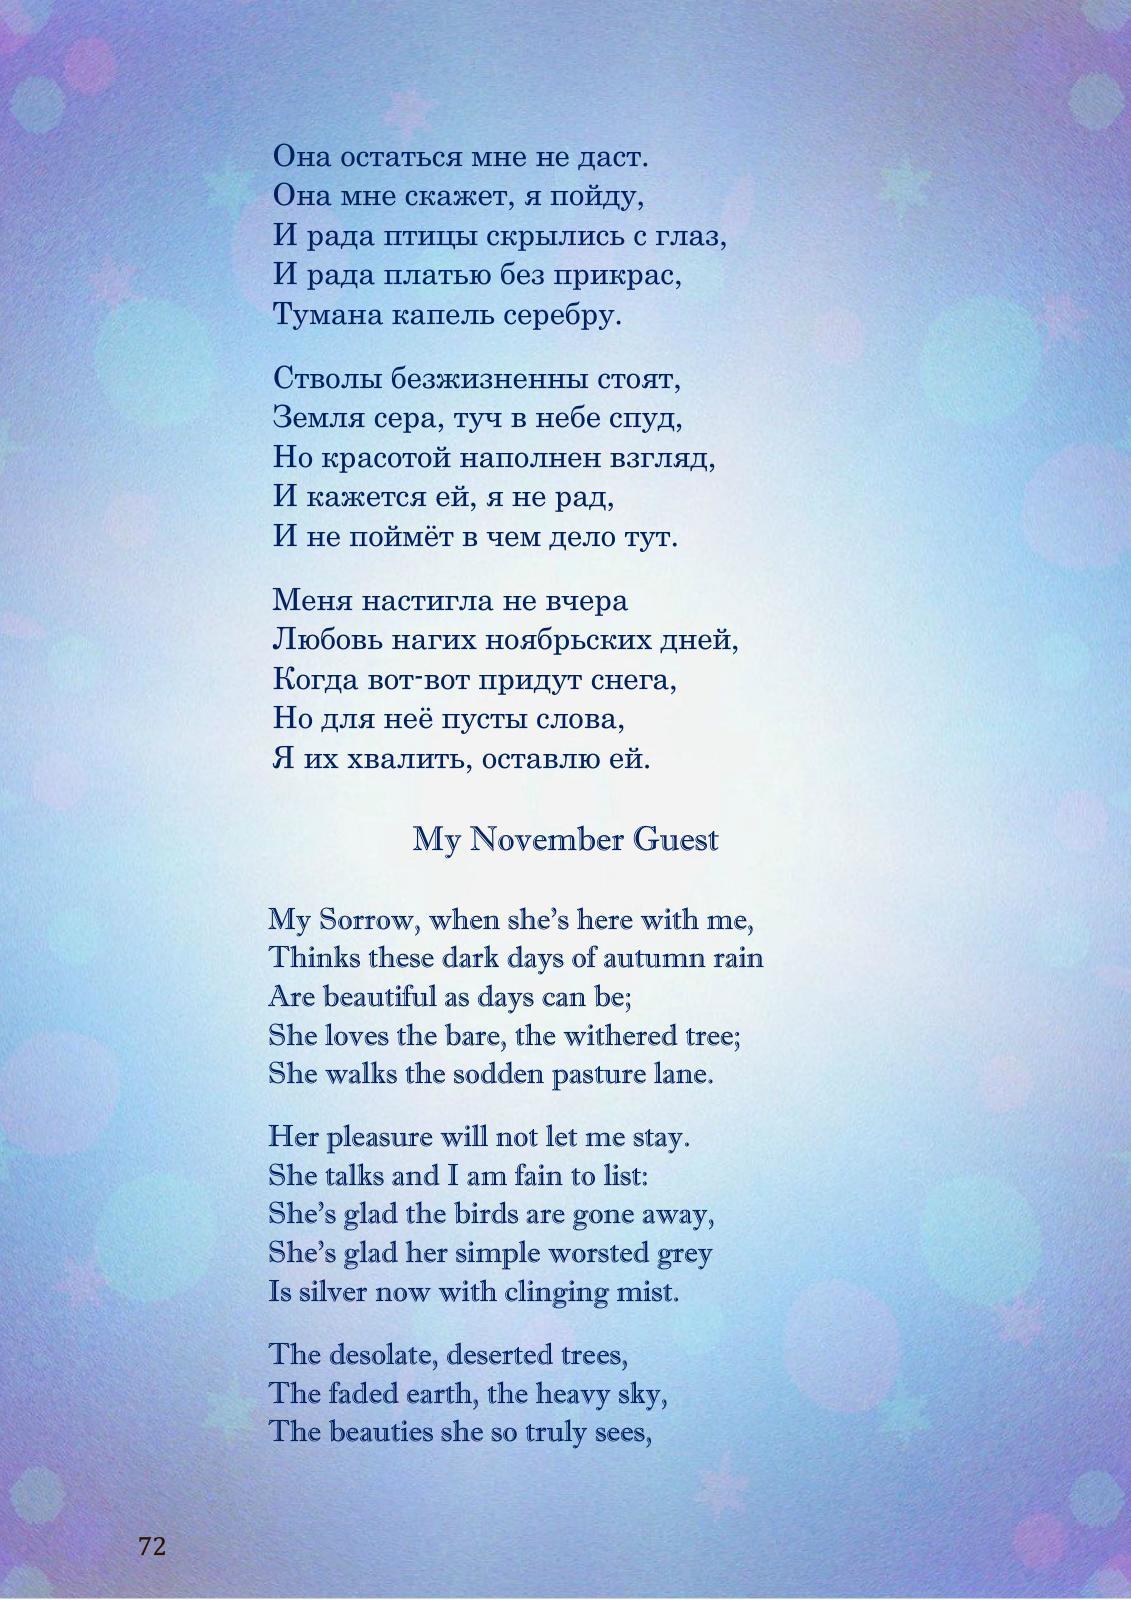 Она остаться мне не даст.
Она мне скажет, я пойду,
И рада птицы скрылись с глаз,
И рада платью без прикрас,
Тумана капель серебру.
Стволы безжизненны стоят,
Земля сера, туч в небе спуд,
Но красотой наполнен взгляд,
И кажется ей, я не рад,
И не поймёт в чем дело тут.
Меня настигла не вчера
Любовь нагих ноябрьских дней,
Когда вот-вот придут снега,
Но для неё пусты слова,
Я их хвалить, оставлю ей.
My November Guest
My Sorrow, when she’s here with me,
Thinks these dark days of autumn rain
Are beautiful as days can be;
She loves the bare, the withered tree;
She walks the sodden pasture lane.
Her pleasure will not let me stay.
She talks and I am fain to list:
She’s glad the birds are gone away,
She’s glad her simple worsted grey
Is silver now with clinging mist.
The desolate, deserted trees,
The faded earth, the heavy sky,
The beauties she so truly sees,
72